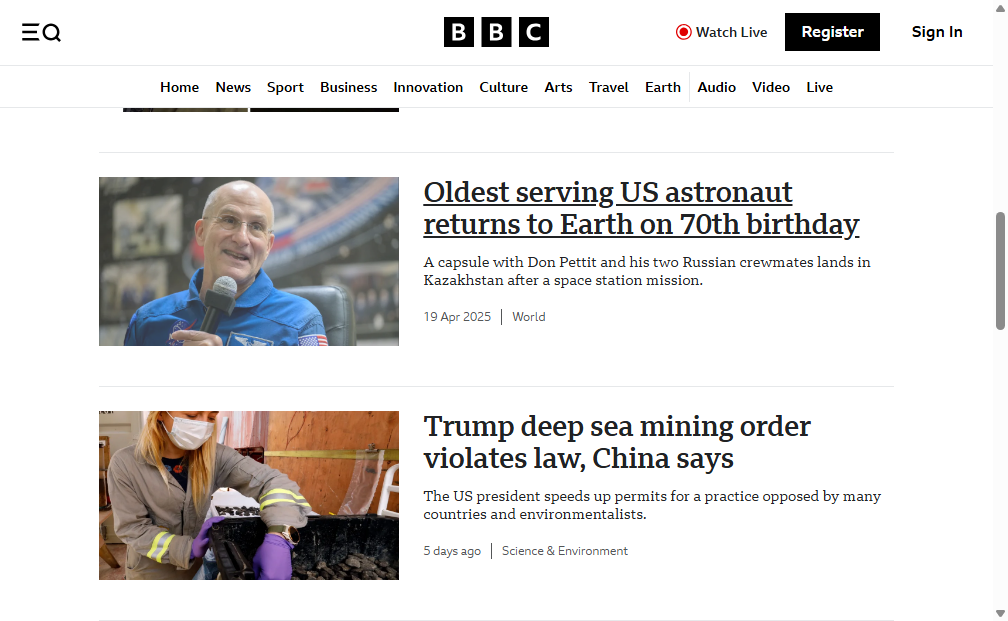 BBC
Watch Live
Register
Sign In
Home News Sport Business Innovation Culture Arts Travel Earth Audio Video Live
Oldest serving US astronaut
returns to Earth on 70th birthday
A capsule with Don Pettit and his two Russian crewmates lands in
Kazakhstan after a space station mission.
19 Apr 2025 | World
Trump deep sea mining order
violates law, China says
The US president speeds up permits for a practice opposed by many
countries and environmentalists.
5 days ago | Science & Environment